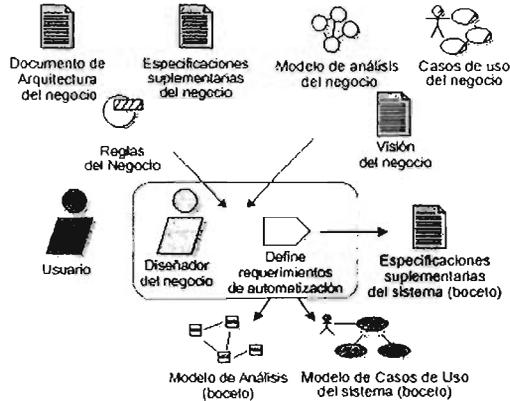 Documento de
Arquitectura
del negocio
Especificaciones
suplementarias
del negocio
Modelo de análisis
del negocio
Casos de uso
del negocio
Reglas
del Negocio
Visión
del negocio
Usuario
Diseñador
del negocio
Define
requerimientos
de automatización
Especificaciones
suplementarias
del sistema (boceto)
Modelo de Análisis
(boceto)
Modelo de Casos de Uso
del sistema (boceto)